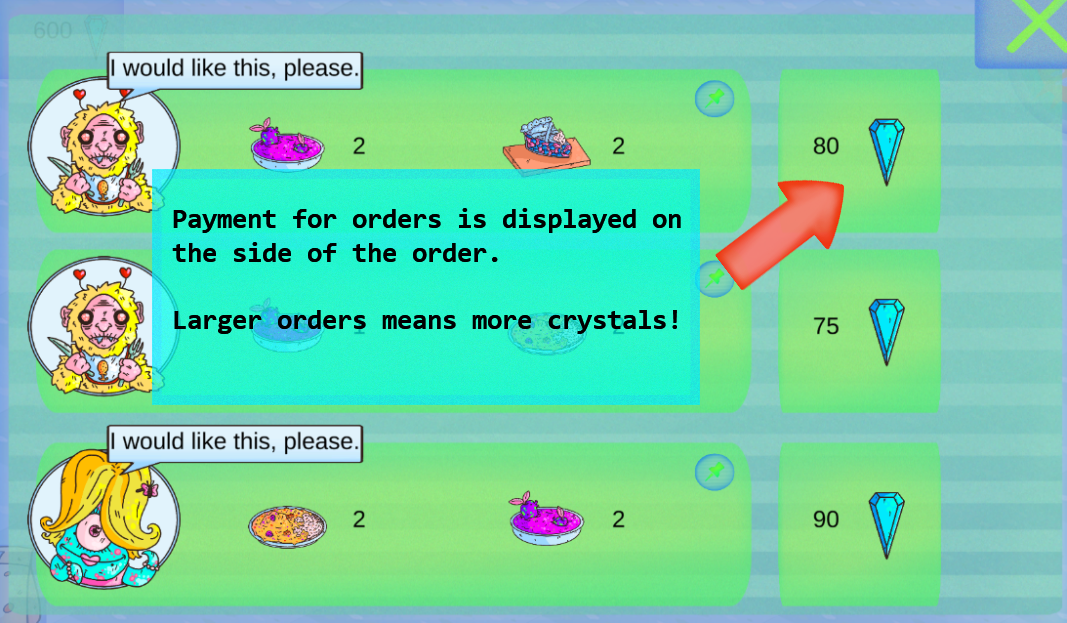 600
I would like this, please.
2 2 80
Payment for orders is displayed on
the side of the order.
Larger orders means more crystals!
2 75
I would like this, please.
2 2 90